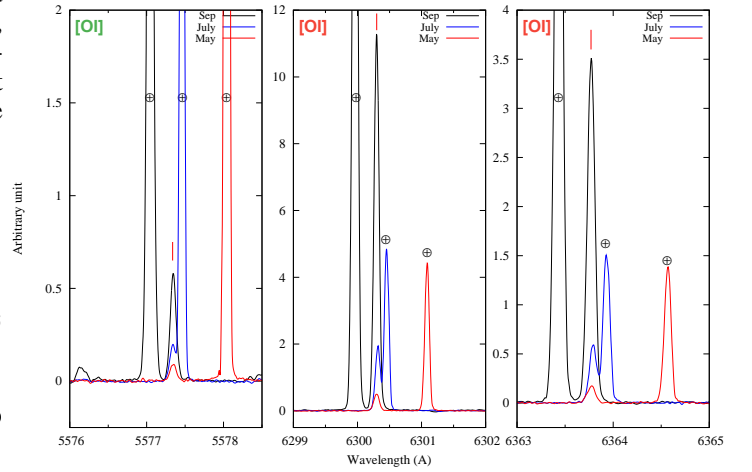 [OI]
Sep
July
May
2
1.5
1
0.5
0
Arbitrary unit
⊕ ⊕ ⊕
5576 5577 5578
[OI]
Sep
July
May
12
10
8
6
4
2
0
⊕
⊕ ⊕
6299 6300 6301 6302
Wavelength (A)
[OI]
Sep
July
May
4
3.5
3
2.5
2
1.5
1
0.5
0
⊕
⊕ ⊕
6363 6364 6365